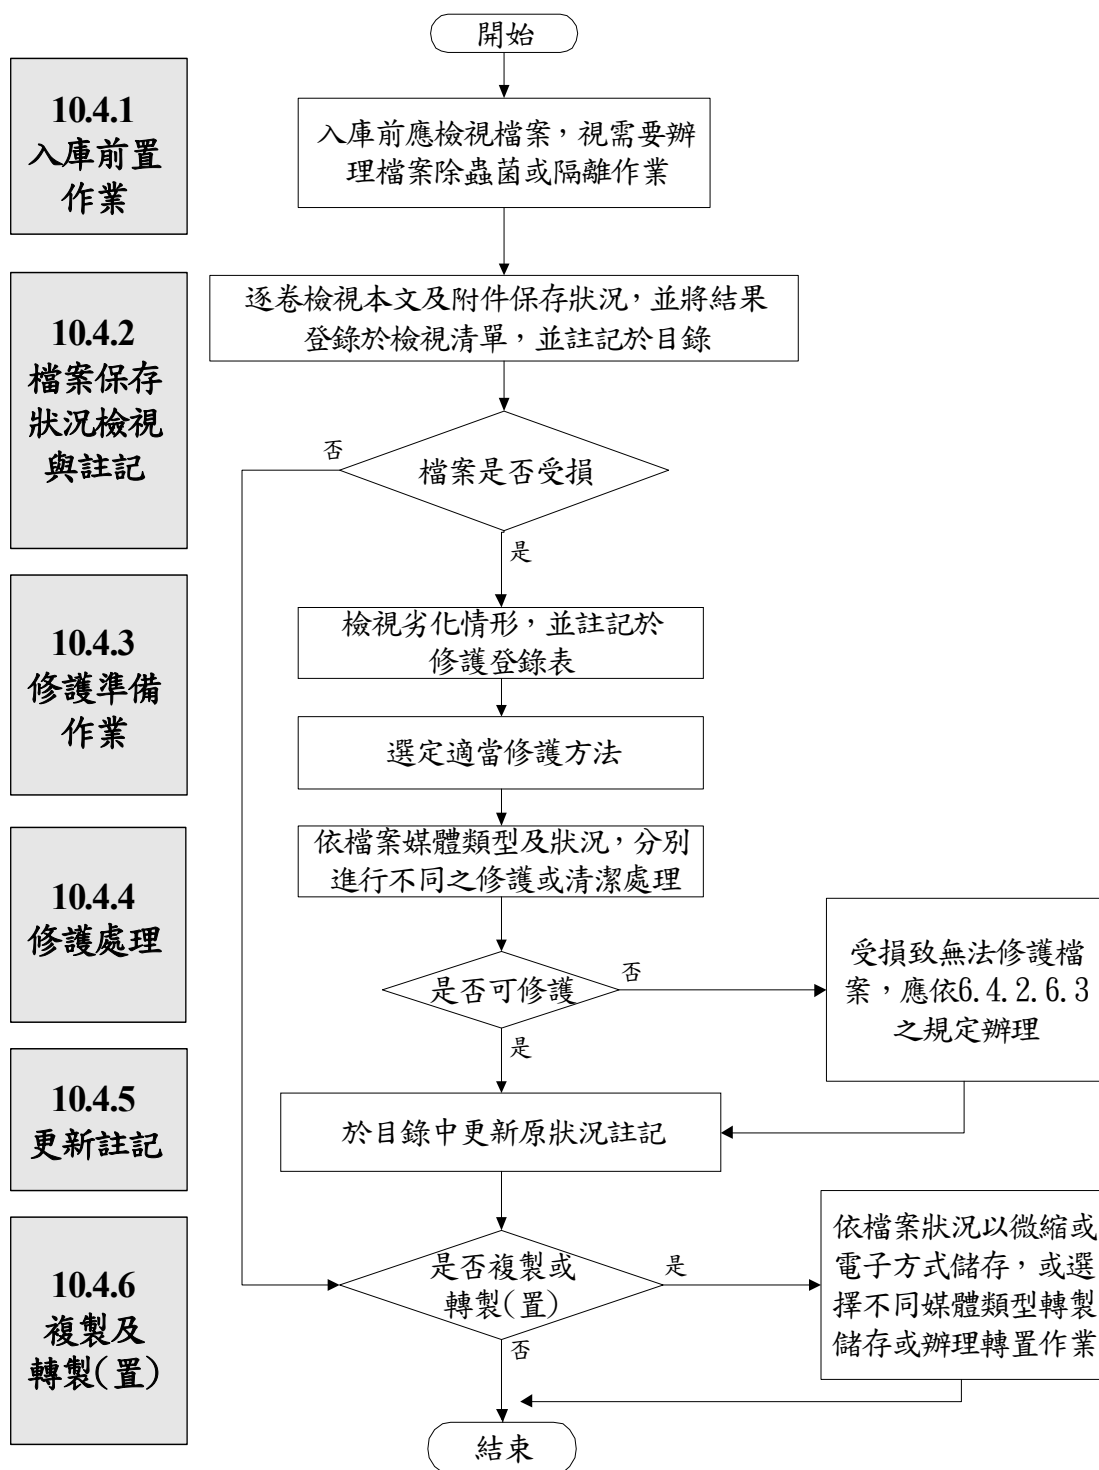 開始
10.4.1
入庫前置
作業
入庫前應檢視檔案，視需要辦
理檔案除蟲菌或隔離作業
10.4.2
檔案保存
狀況檢視
與註記
逐卷檢視本文及附件保存狀況，並將結果
登錄於檢視清單，並註記於目錄
檔案是否受損
否
是
10.4.3
修護準備
作業
檢視劣化情形，並註記於
修護登錄表
選定適當修護方法
10.4.4
修護處理
依檔案媒體類型及狀況，分別
進行不同之修護或清潔處理
是否可修護
否
是
受損致無法修護檔
案，應依6.4.2.6.3
之規定辦理
10.4.5
更新註記
於目錄中更新原狀況註記
10.4.6
複製及
轉製(置)
是否複製或
轉製(置)
是
否
依檔案狀況以微縮或
電子方式儲存，或選
擇不同媒體類型轉製
儲存或辦理轉置作業
結束